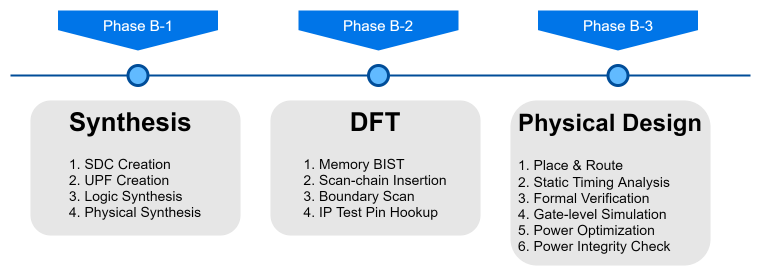 Phase B-1
Phase B-2
Phase B-3
Synthesis
1. SDC Creation
2. UPF Creation
3. Logic Synthesis
4. Physical Synthesis
DFT
1. Memory BIST
2. Scan-chain Insertion
3. Boundary Scan
4. IP Test Pin Hookup
Physical Design
1. Place & Route
2. Static Timing Analysis
3. Formal Verification
4. Gate-level Simulation
5. Power Optimization
6. Power Integrity Check